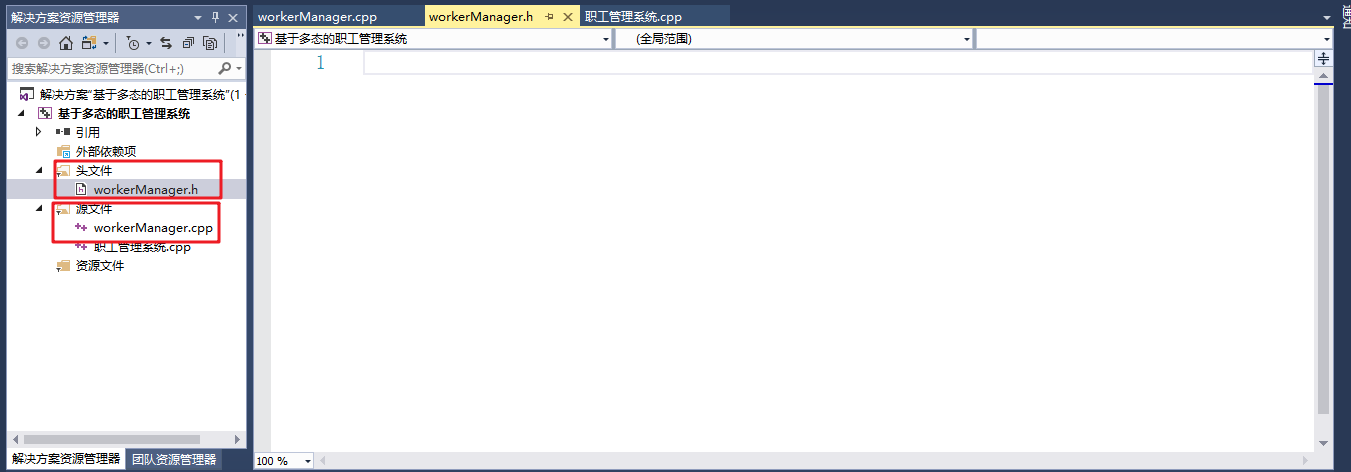 解决方案资源管理器
搜索解决方案资源管理器(Ctrl+;)
解决方案"基于多态的职工管理系统"(1
基于多态的职工管理系统
引用
外部依赖项
头文件
workerManager.h
源文件
workerManager.cpp
职工管理系统.cpp
资源文件
解决方案资源管理器 团队资源管理器
workerManager.cpp workerManager.h 职工管理系统.cpp
基于多态的职工管理系统 (全局范围)
1
100 %